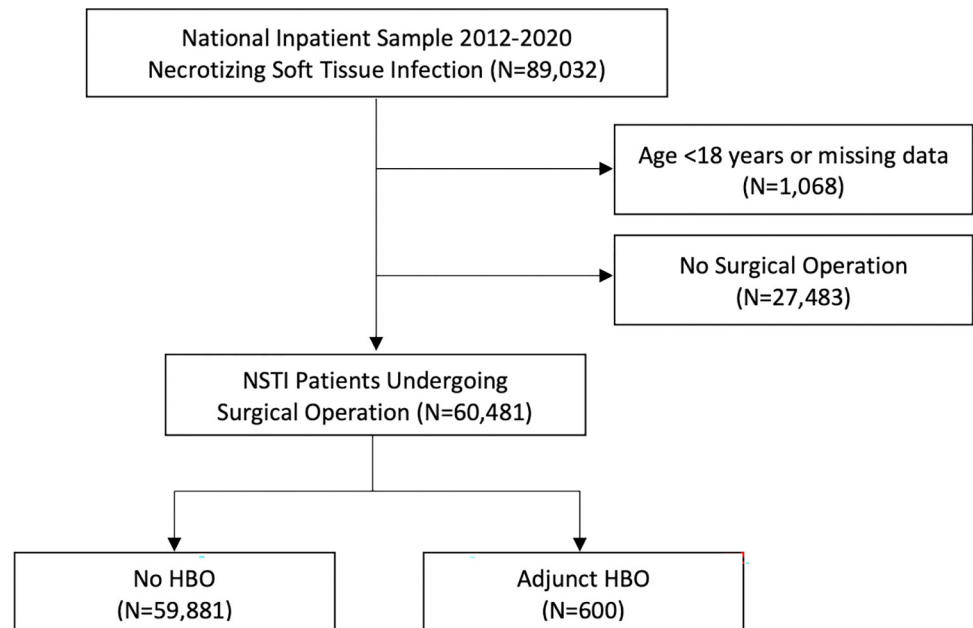 National Inpatient Sample 2012-2020
Necrotizing Soft Tissue Infection (N=89,032)
Age <18 years or missing data
(N=1,068)
No Surgical Operation
(N=27,483)
NSTI Patients Undergoing
Surgical Operation (N=60,481)
No HBO
(N=59,881)
Adjunct HBO
(N=600)